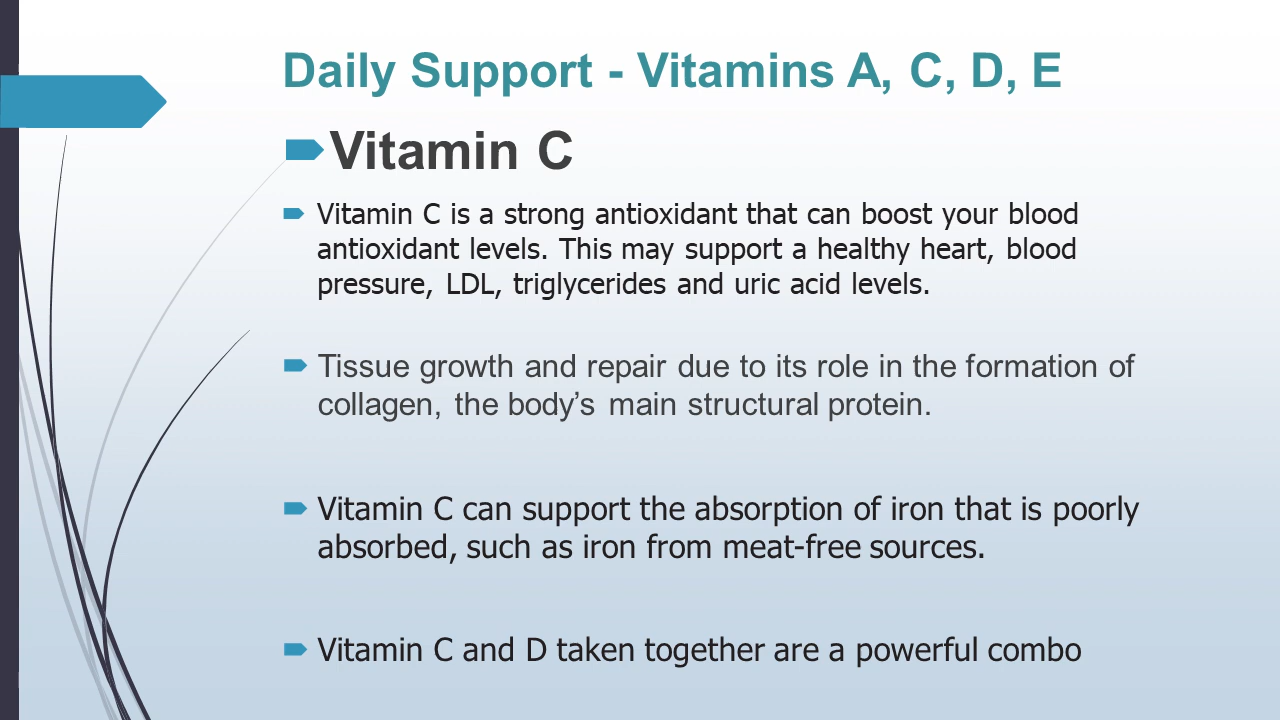 Daily Support - Vitamins A, C, D, E
Vitamin C
Vitamin C is a strong antioxidant that can boost your blood
antioxidant levels. This may support a healthy heart, blood
pressure, LDL, triglycerides and uric acid levels.
Tissue growth and repair due to its role in the formation of
collagen, the body’s main structural protein.
Vitamin C can support the absorption of iron that is poorly
absorbed, such as iron from meat-free sources.
Vitamin C and D taken together are a powerful combo